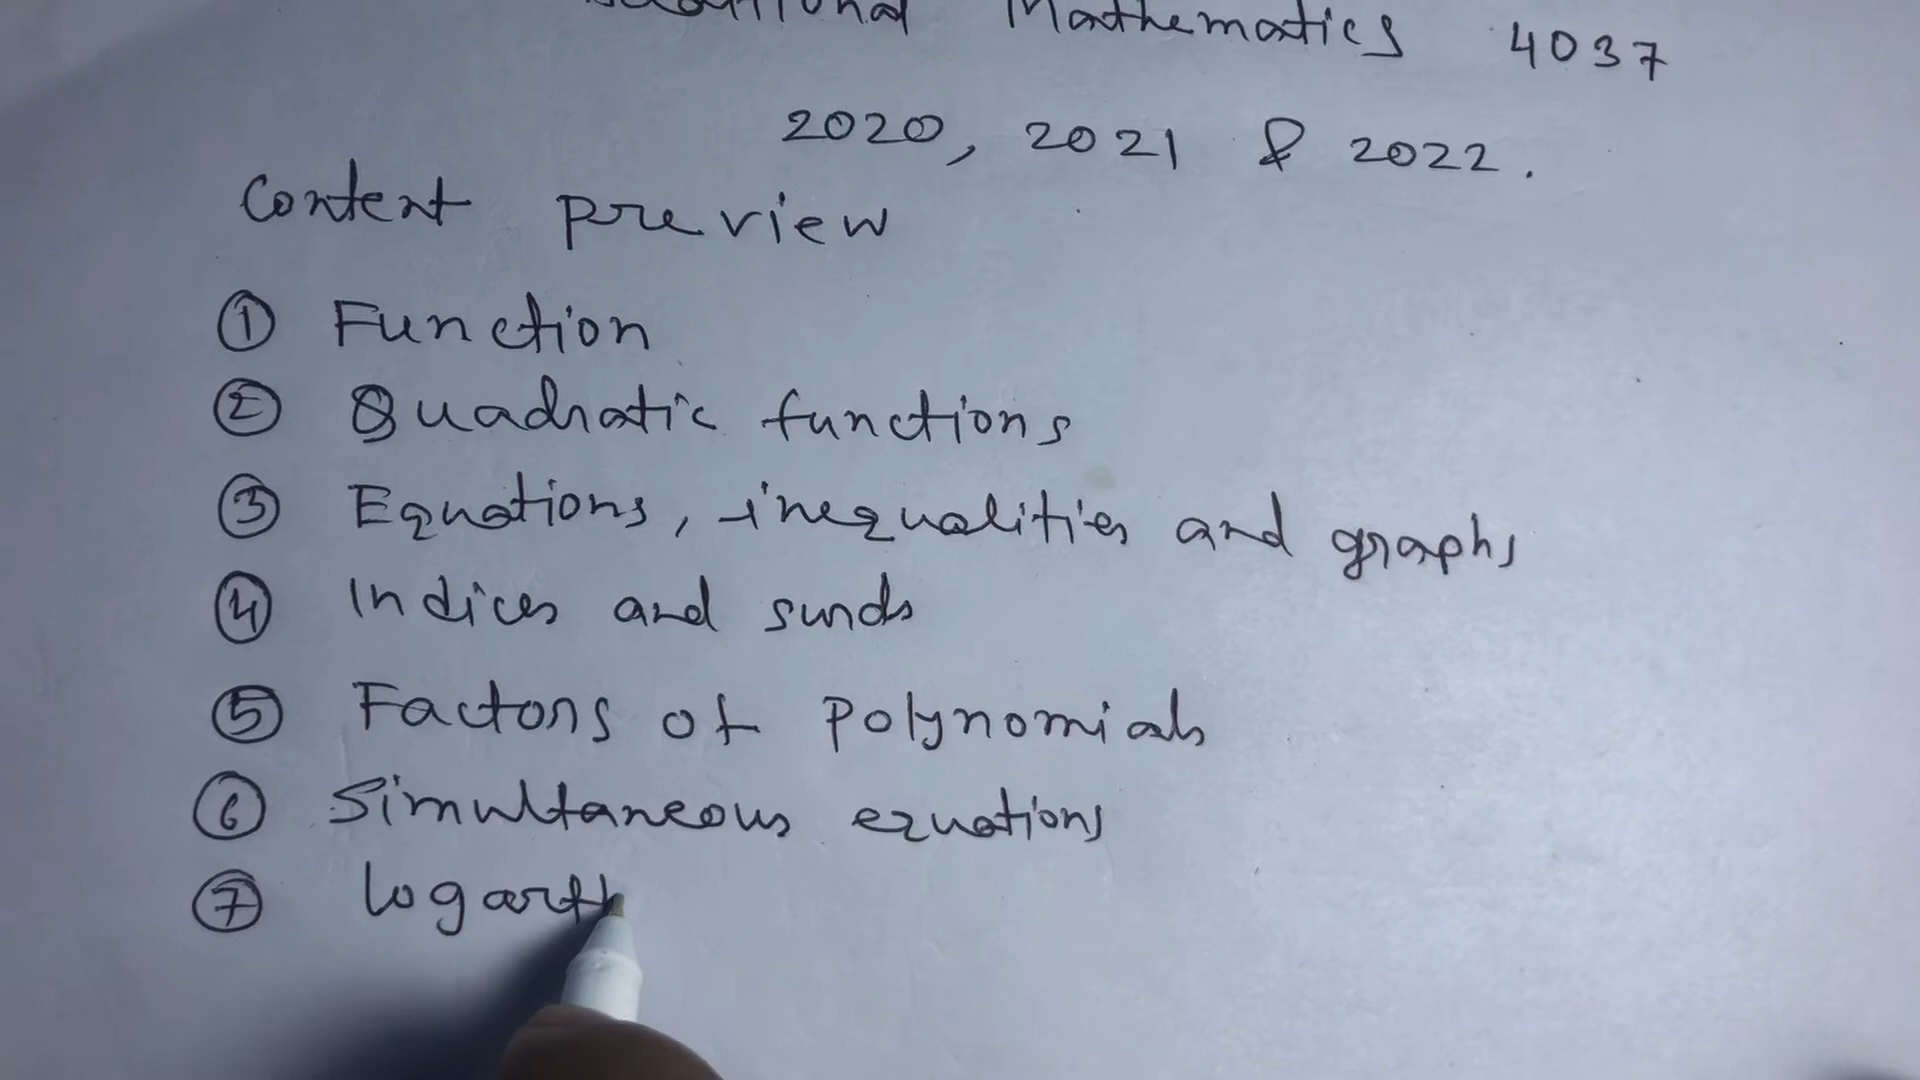 Additional Mathematics 4037
2020, 2021 & 2022.
Content preview
① Function
② Quadratic functions
③ Equations, inequalities and graphs
④ Indices and surds
⑤ Factors of Polynomials
⑥ Simultaneous equations
⑦ Logarith